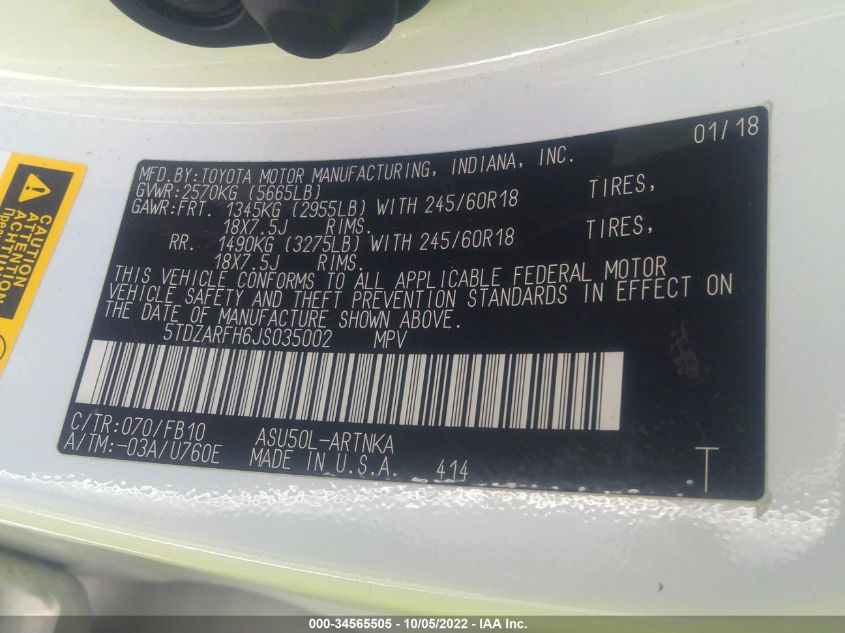 01/18
MFD.BY:TOYOTA MOTOR MANUFACTURING, INDIANA, INC.
GVWR:2570KG (5665LB)
GAWR:FRT. 1345KG (2955LB) WITH 245/60R18 TIRES,
18X7.5J RIMS.
RR. 1490KG (3275LB) WITH 245/60R18 TIRES,
18X7.5J RIMS.
THIS VEHICLE CONFORMS TO ALL APPLICABLE FEDERAL MOTOR
VEHICLE SAFETY AND THEFT PREVENTION STANDARDS IN EFFECT ON
THE DATE OF MANUFACTURE SHOWN ABOVE.
5TDZARFH6JS035002 MPV
C/TR:070/FB10 ASU50L-ARTNKA
A/TM:-03A/U760E MADE IN U.S.A. 414
.T
CAUTION
ACHTUNG
ATTENTION
000-34565505 - 10/05/2022 - IAA Inc.